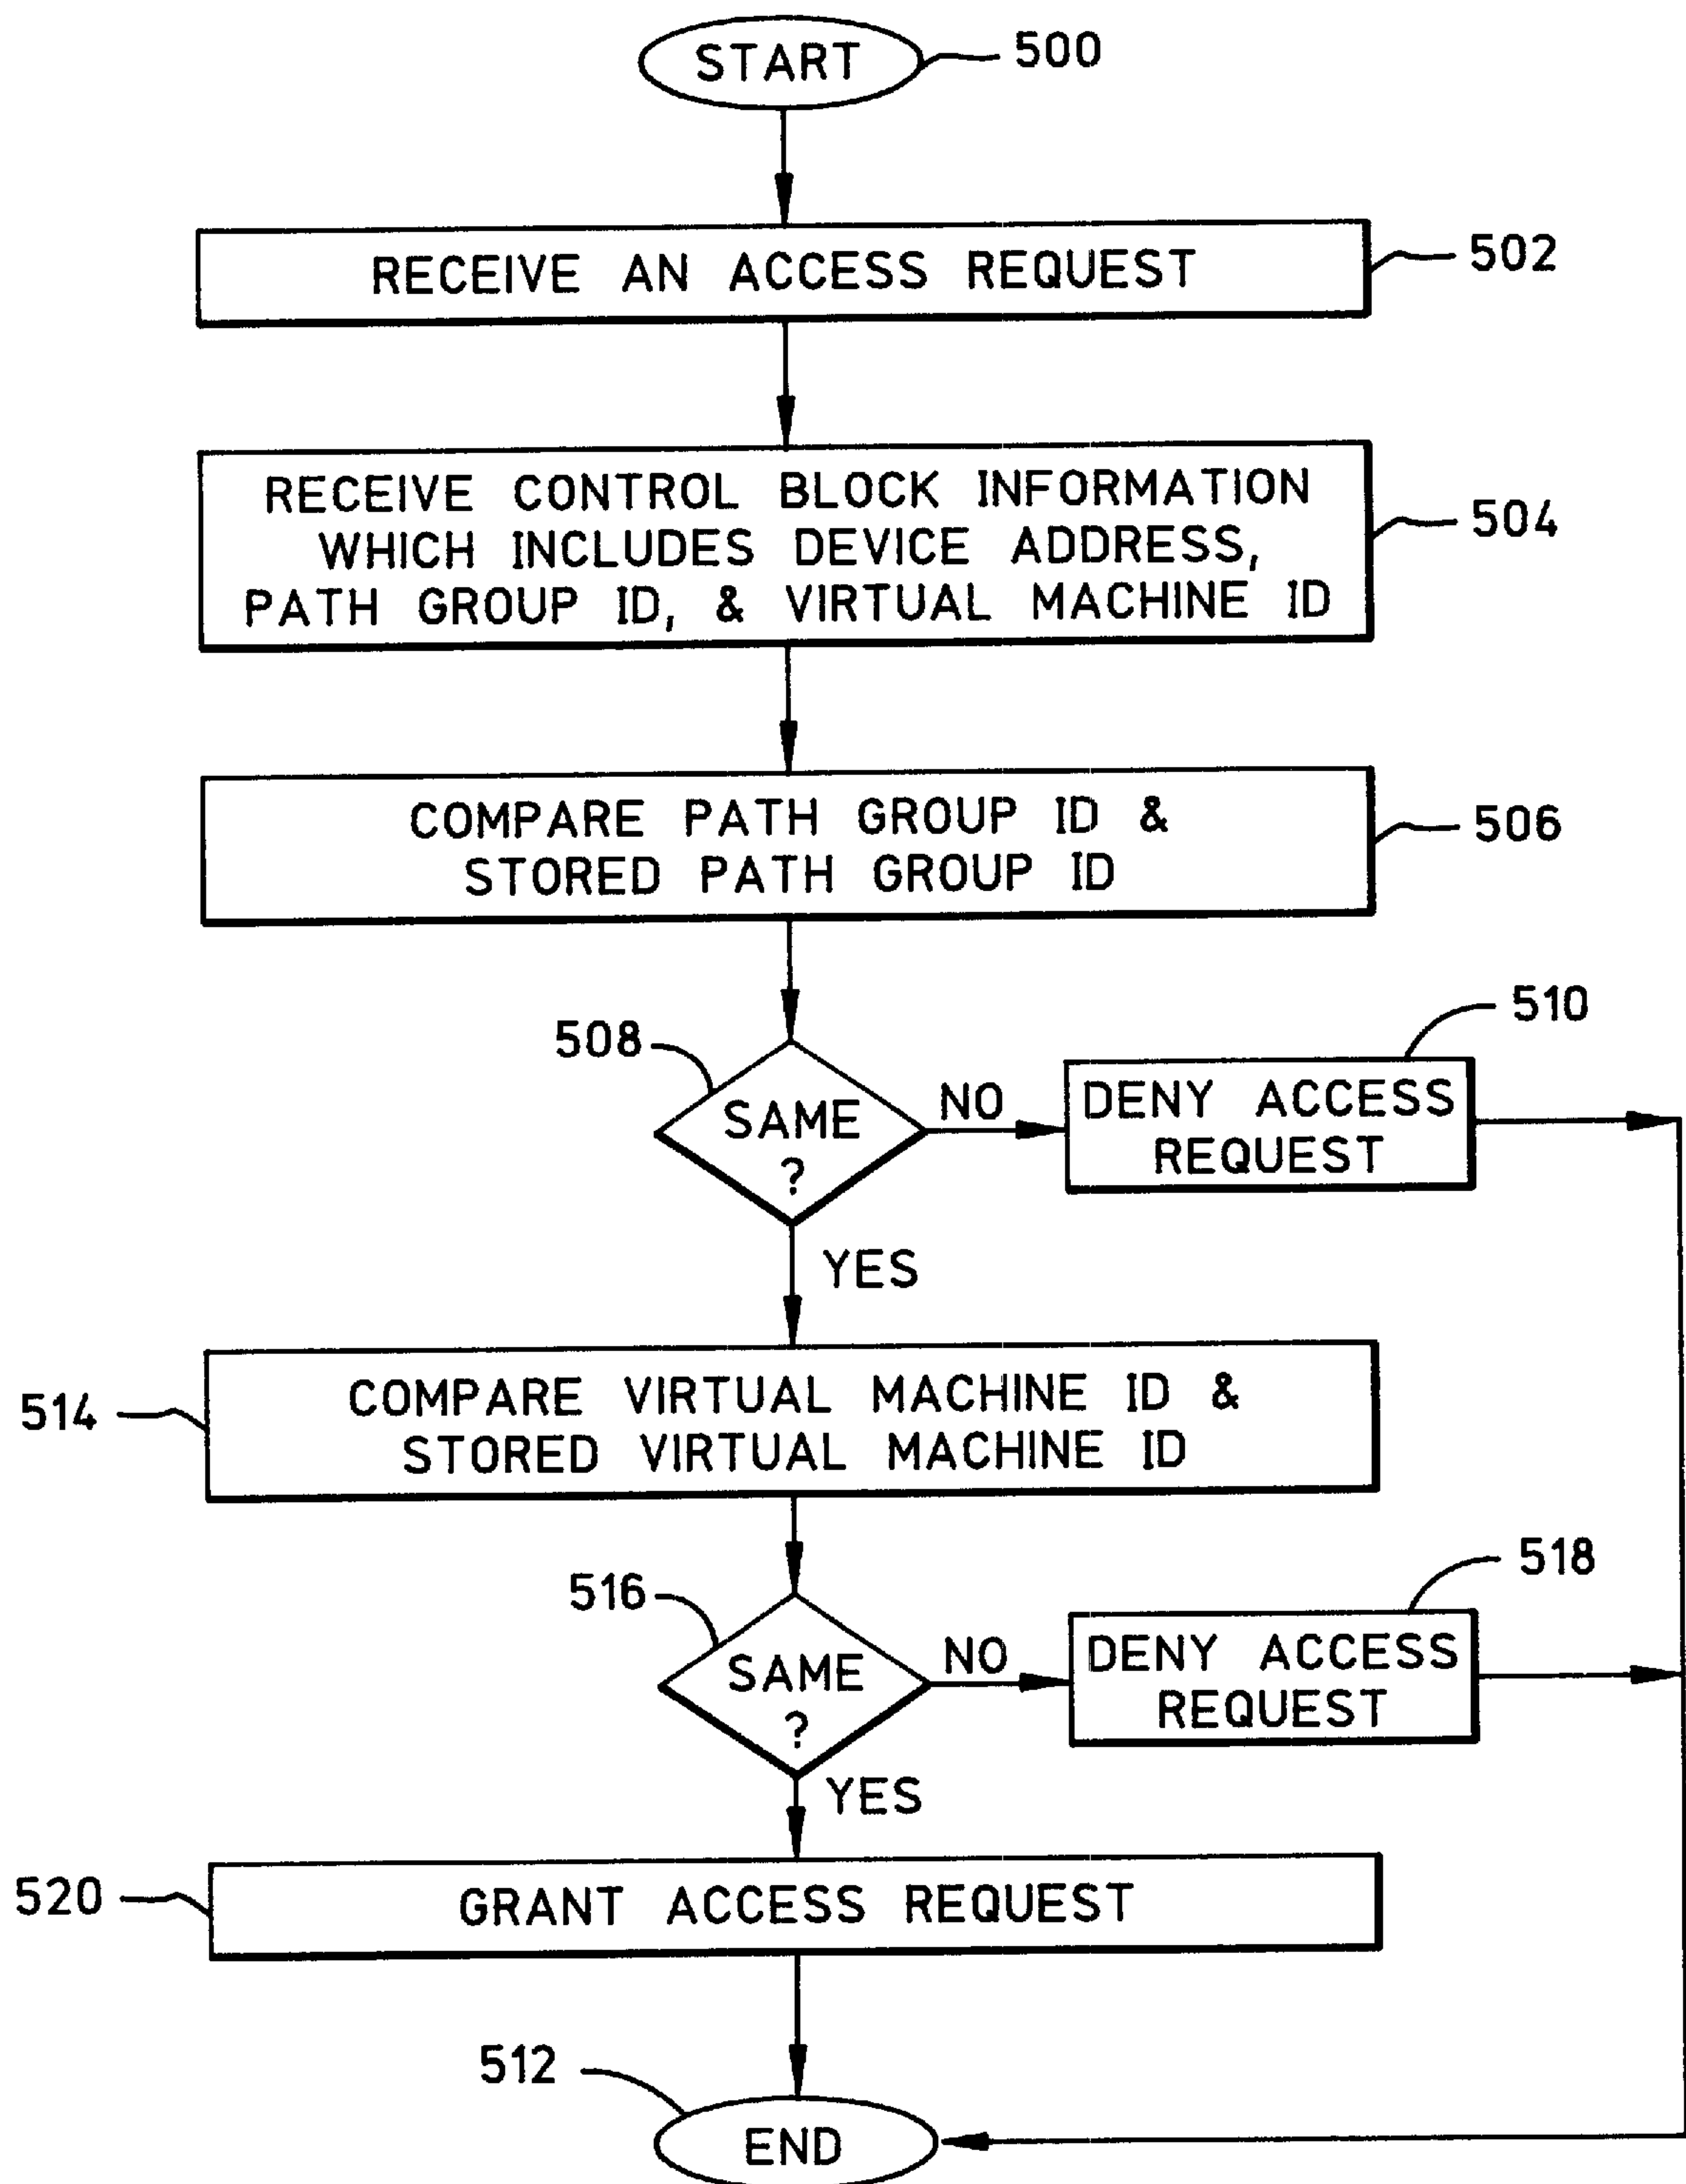 START
500
RECEIVE AN ACCESS REQUEST
502
RECEIVE CONTROL BLOCK INFORMATION
WHICH INCLUDES DEVICE ADDRESS,
PATH GROUP ID, & VIRTUAL MACHINE ID
504
COMPARE PATH GROUP ID &
STORED PATH GROUP ID
506
508
SAME
?
NO
510
DENY ACCESS
REQUEST
YES
514
COMPARE VIRTUAL MACHINE ID &
STORED VIRTUAL MACHINE ID
516
SAME
?
NO
518
DENY ACCESS
REQUEST
YES
520
GRANT ACCESS REQUEST
512
END